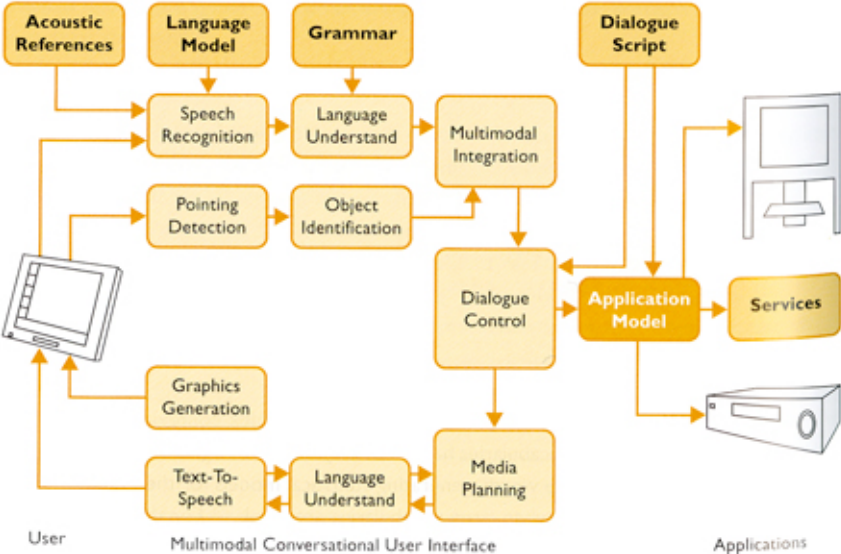 Acoustic
References
Language
Model
Grammar
Dialogue
Script
Speech
Recognition
Language
Understand
Multimodal
Integration
Pointing
Detection
Object
Identification
Dialogue
Control
Application
Model
Services
Graphics
Generation
Text-To-
Speech
Language
Understand
Media
Planning
User
Multimodal Conversational User Interface
Applications